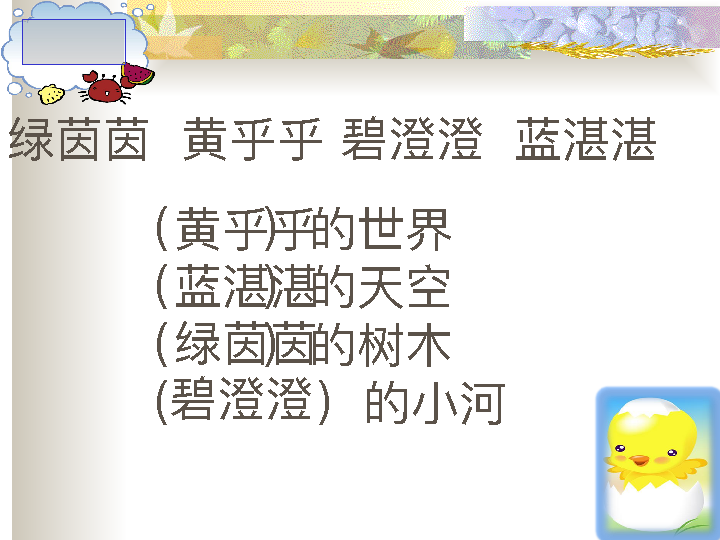 绿茵茵 黄乎乎 碧澄澄 蓝湛湛
(黄乎乎)的世界
(蓝湛湛)的天空
(绿茵茵)的树木
(碧澄澄)的小河